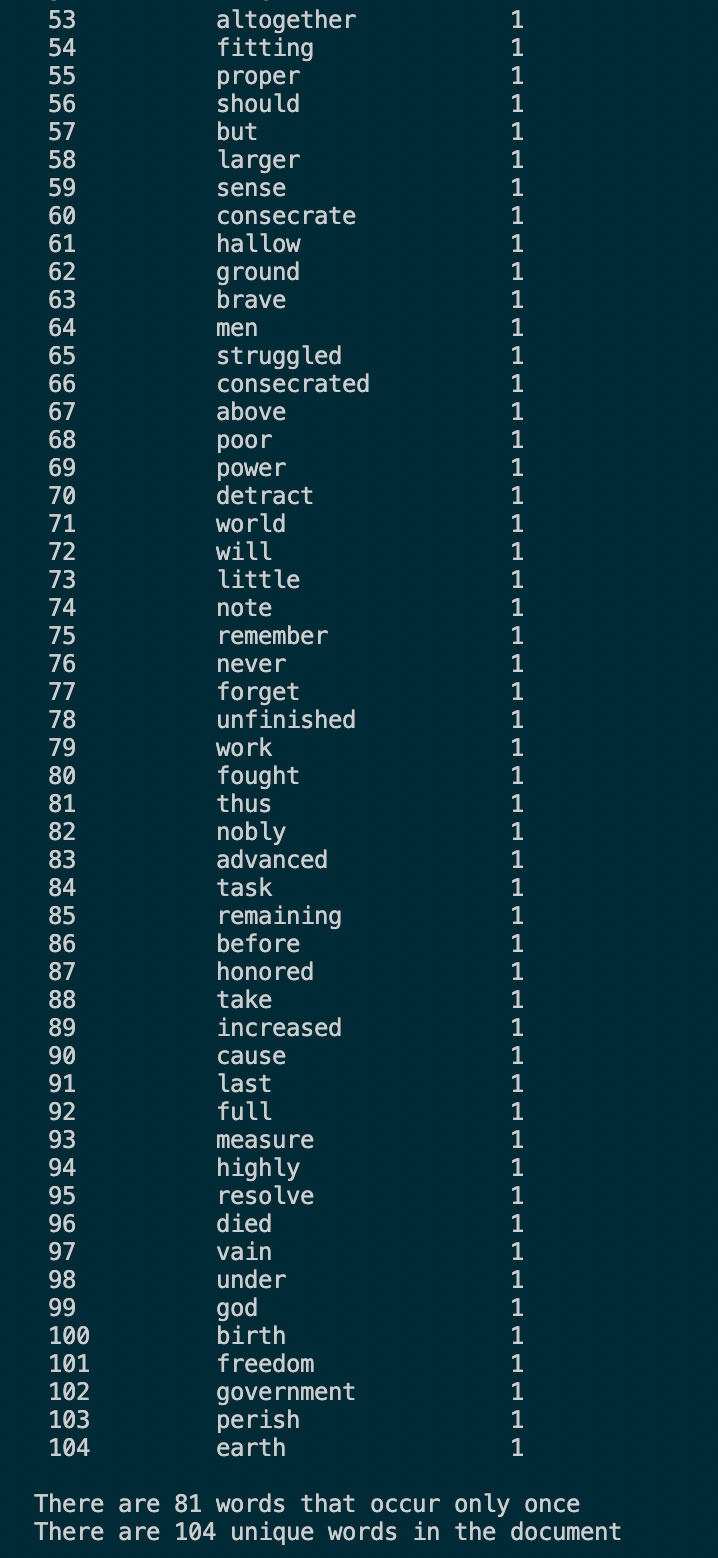 53 altogether 1
54 fitting 1
55 proper 1
56 should 1
57 but 1
58 larger 1
59 sense 1
60 consecrate 1
61 hallow 1
62 ground 1
63 brave 1
64 men 1
65 struggled 1
66 consecrated 1
67 above 1
68 poor 1
69 power 1
70 detract 1
71 world 1
72 will 1
73 little 1
74 note 1
75 remember 1
76 never 1
77 forget 1
78 unfinished 1
79 work 1
80 fought 1
81 thus 1
82 nobly 1
83 advanced 1
84 task 1
85 remaining 1
86 before 1
87 honored 1
88 take 1
89 increased 1
90 cause 1
91 last 1
92 full 1
93 measure 1
94 highly 1
95 resolve 1
96 died 1
97 vain 1
98 under 1
99 god 1
100 birth 1
101 freedom 1
102 government 1
103 perish 1
104 earth 1
There are 81 words that occur only once
There are 104 unique words in the document